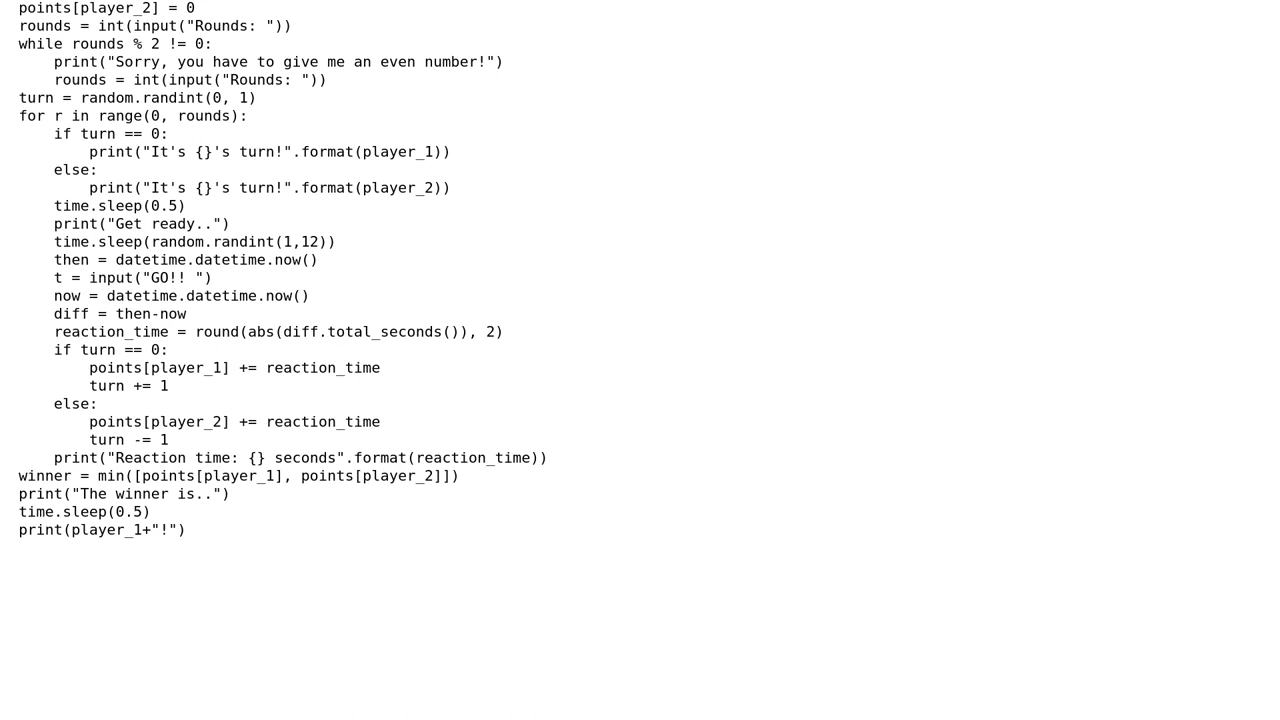 points[player_2] = 0
rounds = int(input("Rounds: "))
while rounds % 2 != 0:
    print("Sorry, you have to give me an even number!")
    rounds = int(input("Rounds: "))
turn = random.randint(0, 1)
for r in range(0, rounds):
    if turn == 0:
        print("It's {}'s turn!".format(player_1))
    else:
        print("It's {}'s turn!".format(player_2))
    time.sleep(0.5)
    print("Get ready..")
    time.sleep(random.randint(1,12))
    then = datetime.datetime.now()
    t = input("GO!! ")
    now = datetime.datetime.now()
    diff = then-now
    reaction_time = round(abs(diff.total_seconds()), 2)
    if turn == 0:
        points[player_1] += reaction_time
        turn += 1
    else:
        points[player_2] += reaction_time
        turn -= 1
    print("Reaction time: {} seconds".format(reaction_time))
winner = min([points[player_1], points[player_2]])
print("The winner is..")
time.sleep(0.5)
print(player_1+"!")